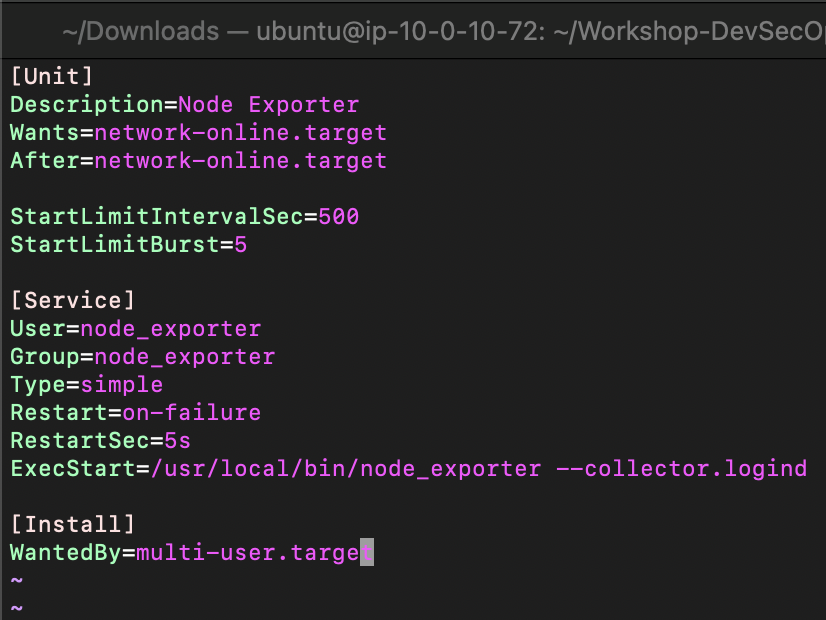 ~/Downloads — ubuntu@ip-10-0-10-72: ~/Workshop-DevSecOp
[Unit]
Description=Node Exporter
Wants=network-online.target
After=network-online.target
StartLimitIntervalSec=500
StartLimitBurst=5
[Service]
User=node_exporter
Group=node_exporter
Type=simple
Restart=on-failure
RestartSec=5s
ExecStart=/usr/local/bin/node_exporter --collector.logind
[Install]
WantedBy=multi-user.target
~
~